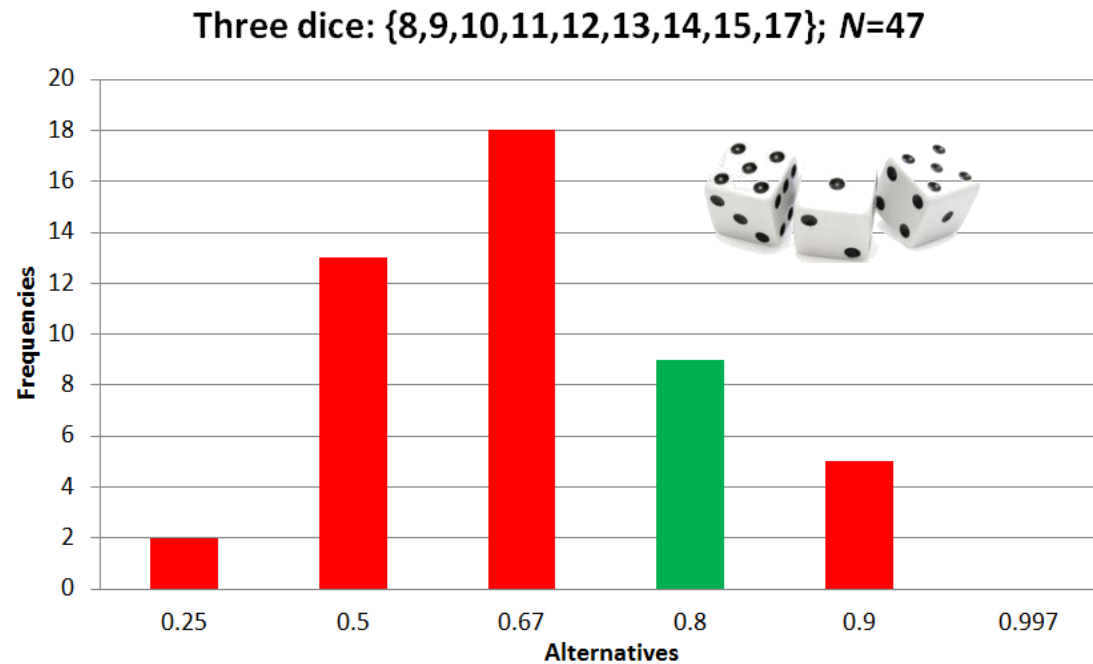 Three dice: {8,9,10,11,12,13,14,15,17}; N=47
20
18
16
14
12
10
8
6
4
2
0
Frequencies
0.25 0.5 0.67 0.8 0.9 0.997
Alternatives